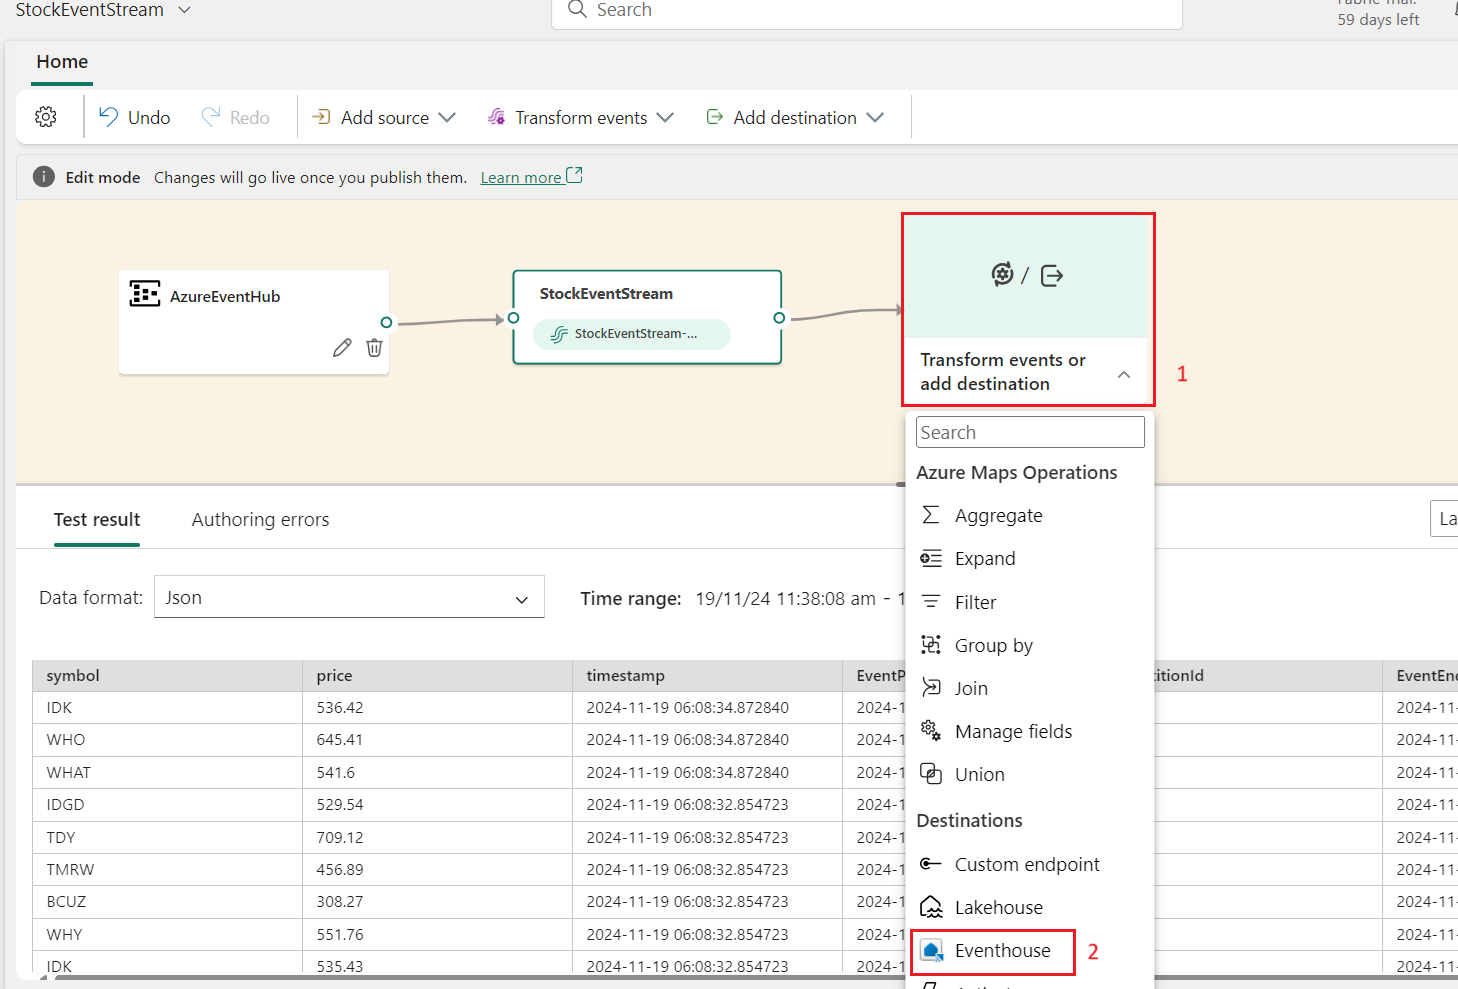 StockEventStream
Search
59 days left
Home
Undo
Redo
Add source
Transform events
Add destination
Edit mode Changes will go live once you publish them. Learn more
AzureEventHub
StockEventStream
StockEventStream-...
/
Transform events or
add destination
1
Search
Azure Maps Operations
Aggregate
Expand
Filter
Group by
Join
Manage fields
Union
Destinations
Custom endpoint
Lakehouse
Eventhouse
2
Test result
Authoring errors
La
Data format: Json
Time range: 19/11/24 11:38:08 am - 1
symbol price timestamp EventP itionId EventEnc
IDK 536.42 2024-11-19 06:08:34.872840 2024-1 2024-11-
WHO 645.41 2024-11-19 06:08:34.872840 2024-1 2024-11-
WHAT 541.6 2024-11-19 06:08:34.872840 2024-1 2024-11-
IDGD 529.54 2024-11-19 06:08:32.854723 2024-1 2024-11-
TDY 709.12 2024-11-19 06:08:32.854723 2024-1 2024-11-
TMRW 456.89 2024-11-19 06:08:32.854723 2024-1 2024-11-
BCUZ 308.27 2024-11-19 06:08:32.854723 2024-1 2024-11-
WHY 551.76 2024-11-19 06:08:32.854723 2024-1 2024-11-
IDK 535.43 2024-11-19 06:08:32.854723 2024-1 2024-11-